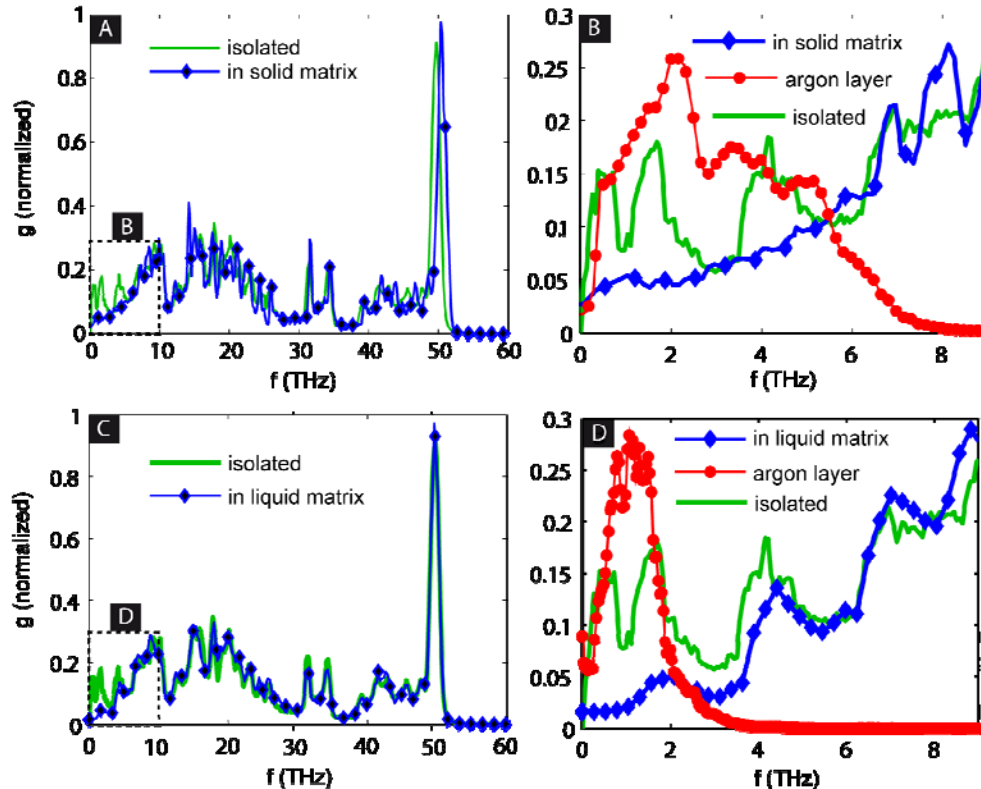 A
isolated
in solid matrix
B
g (normalized)
1
0.8
0.6
0.4
0.2
0
0 10 20 30 40 50 60
f (THz)
B
in solid matrix
argon layer
isolated
0.3
0.25
0.2
0.15
0.1
0.05
0
0 2 4 6 8
f (THz)
C
isolated
in liquid matrix
D
g (normalized)
1
0.8
0.6
0.4
0.2
0
0 10 20 30 40 50 60
f (THz)
D
in liquid matrix
argon layer
isolated
0.3
0.25
0.2
0.15
0.1
0.05
0
0 2 4 6 8
f (THz)